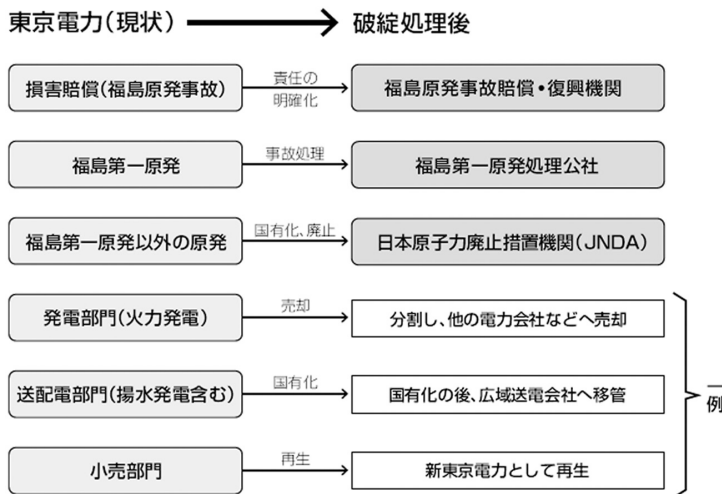 東京電力(現状)
破綻処理後
損害賠償(福島原発事故)
責任の
明確化
福島原発事故賠償・復興機関
福島第一原発
事故処理
福島第一原発処理公社
福島第一原発以外の原発
国有化、廃止
日本原子力廃止措置機関(JNDA)
発電部門(火力発電)
売却
分割し、他の電力会社などへ売却
送配電部門(揚水発電含む)
国有化
国有化の後、広域送電会社へ移管
例
小売部門
再生
新東京電力として再生